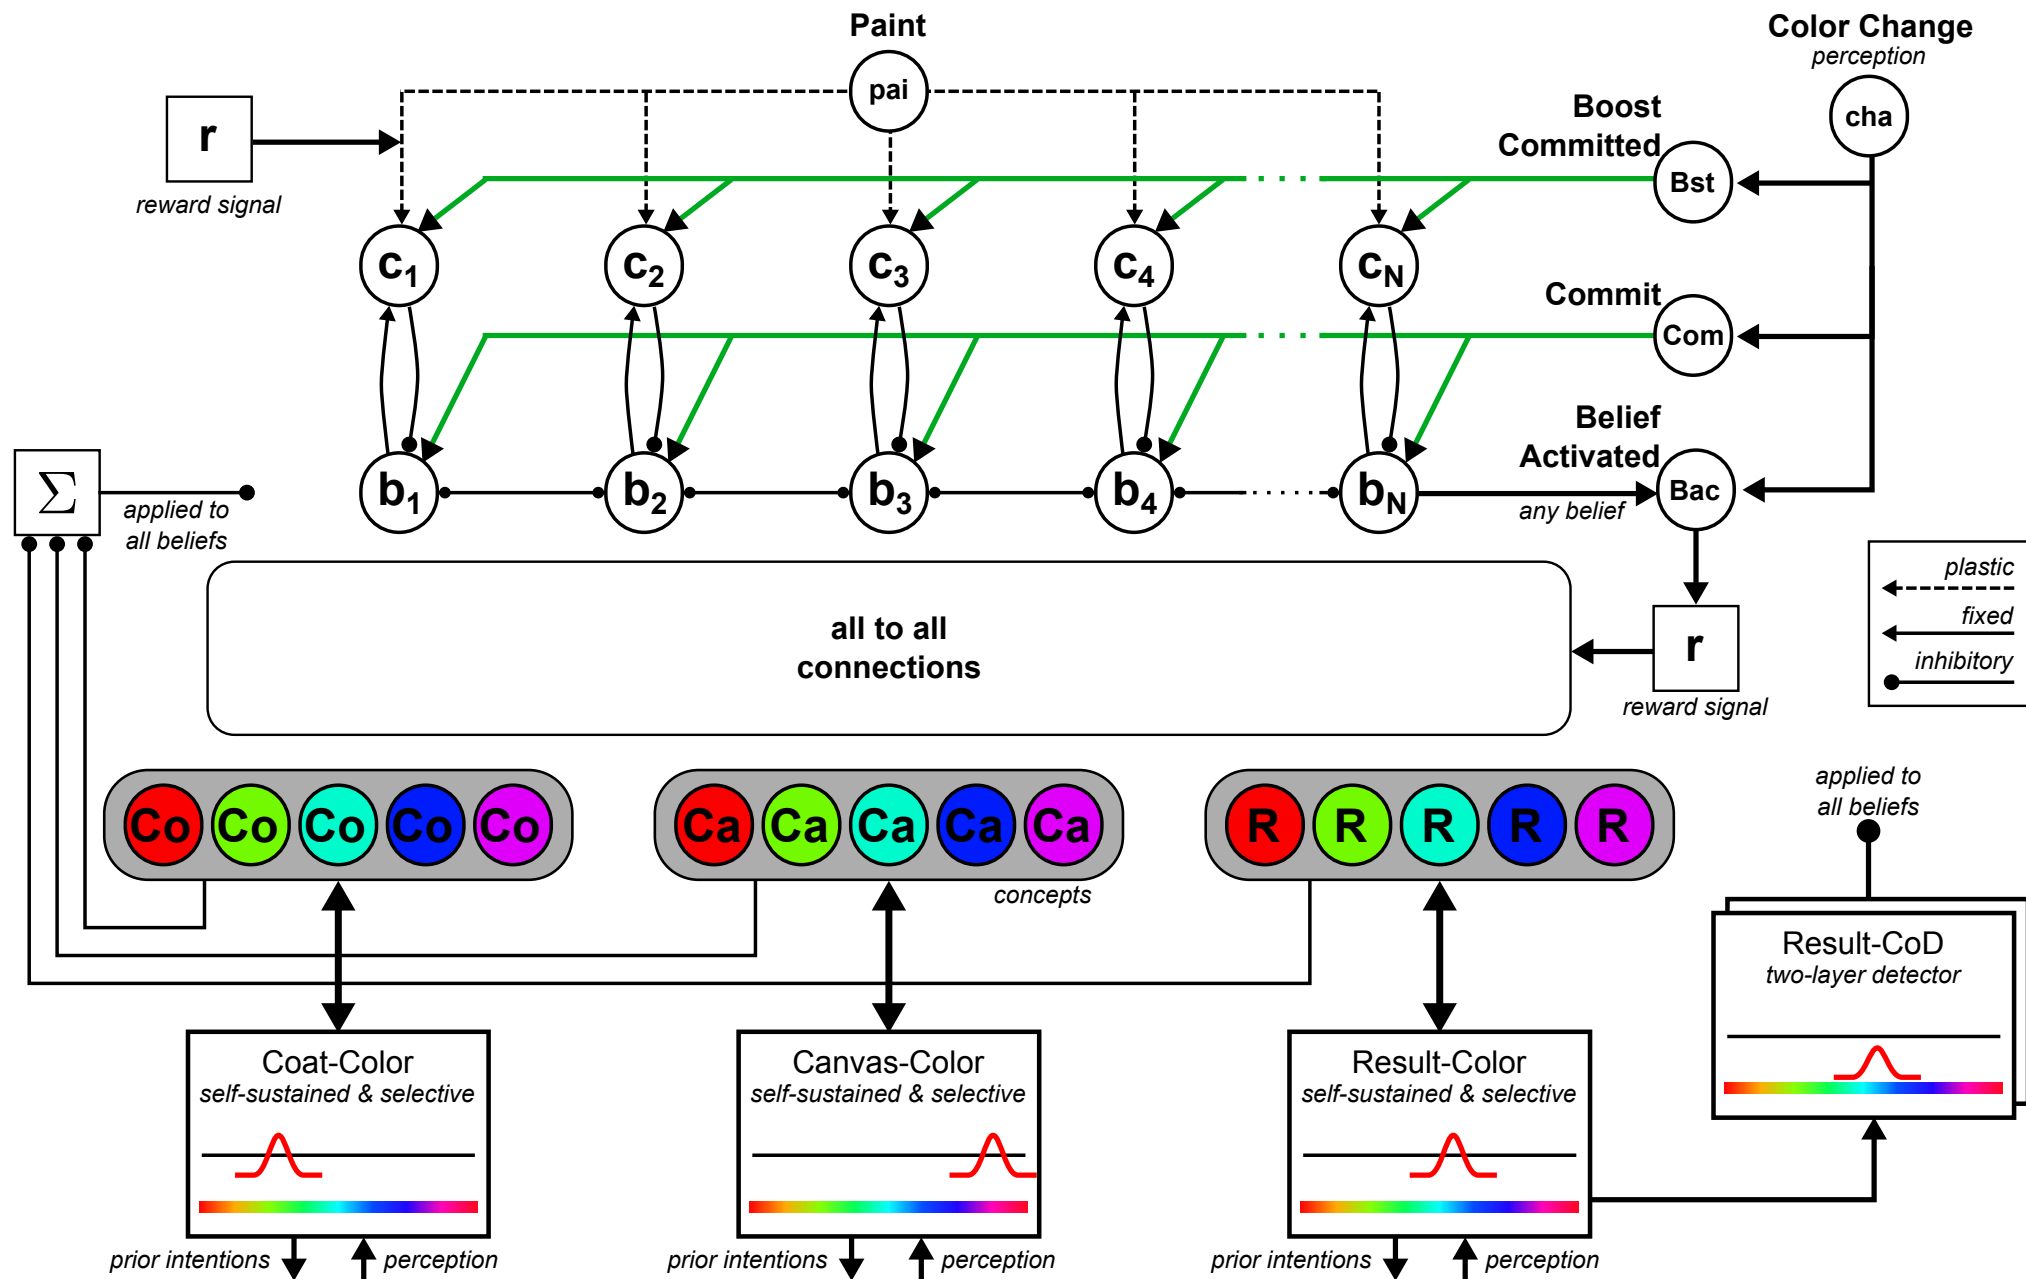 Paint
Color Change
perception
pai
cha
Boost
Committed
r
reward signal
Bst
c1
c2
c3
c4
cN
Commit
Com
Belief
Activated
Σ
applied to
all beliefs
b1
b2
b3
b4
bN
any belief
Bac
plastic
fixed
inhibitory
all to all
connections
r
reward signal
Co Co Co Co Co
Ca Ca Ca Ca Ca
R R R R R
concepts
applied to
all beliefs
Result-CoD
two-layer detector
Coat-Color
self-sustained & selective
Canvas-Color
self-sustained & selective
Result-Color
self-sustained & selective
prior intentions
perception
prior intentions
perception
prior intentions
perception